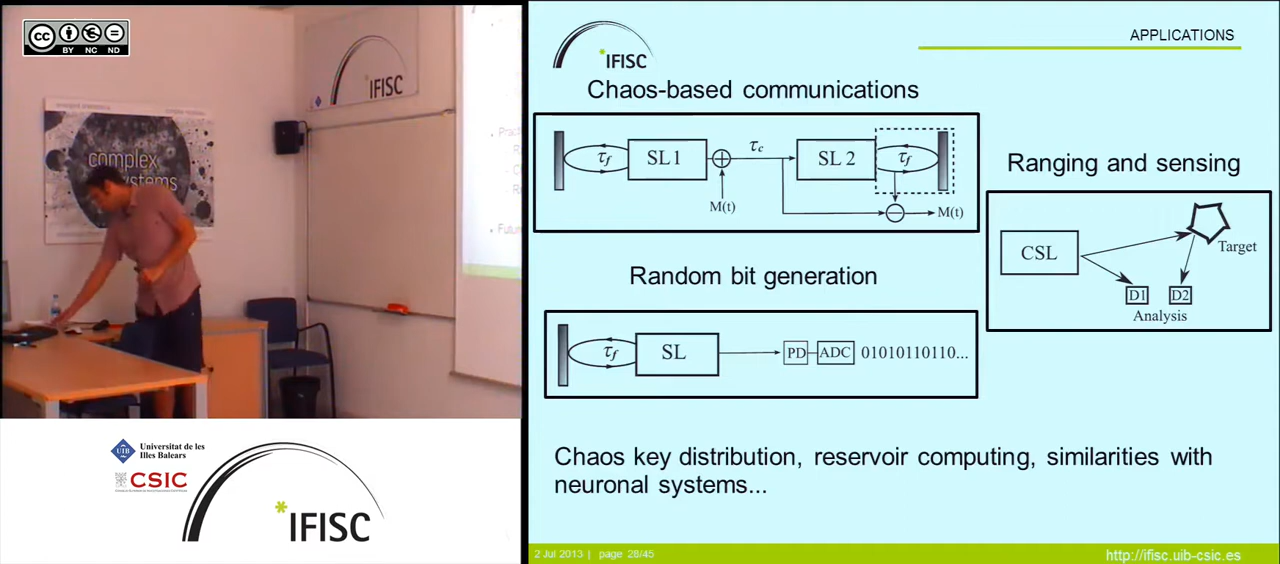 cc
BY NC ND
IFISC
complex
systems
Universitat de les
Illes Balears
UIB
CSIC
IFISC
IFISC
APPLICATIONS
Chaos-based communications
τf
SL 1
τc
SL 2
τf
M(t)
M(t)
Ranging and sensing
CSL
Target
D1
D2
Analysis
Random bit generation
τf
SL
PD
ADC
01010110110...
Chaos key distribution, reservoir computing, similarities with
neuronal systems...
2 Jul 2013 | page 28/45
http://ifisc.uib-csic.es